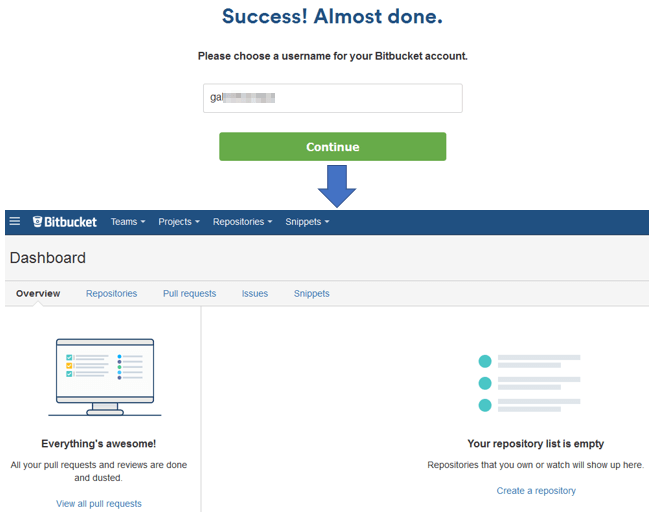 Success! Almost done.
Please choose a username for your Bitbucket account.
gal
Continue
Bitbucket Teams Projects Repositories Snippets
Dashboard
Overview Repositories Pull requests Issues Snippets
Everything's awesome!
All your pull requests and reviews are done
and dusted.
View all pull requests
Your repository list is empty
Repositories that you own or watch will show up here.
Create a repository